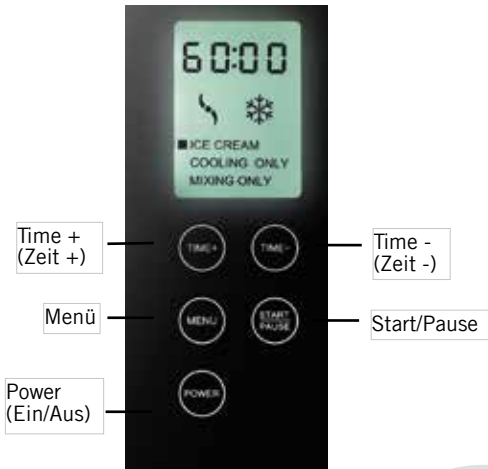 60:00
ICE CREAM
COOLING ONLY
MIXING ONLY
Time +
(Zeit +)
TIME+
TIME-
Time -
(Zeit -)
Menü
MENU
START
PAUSE
Start/Pause
Power
(Ein/Aus)
POWER